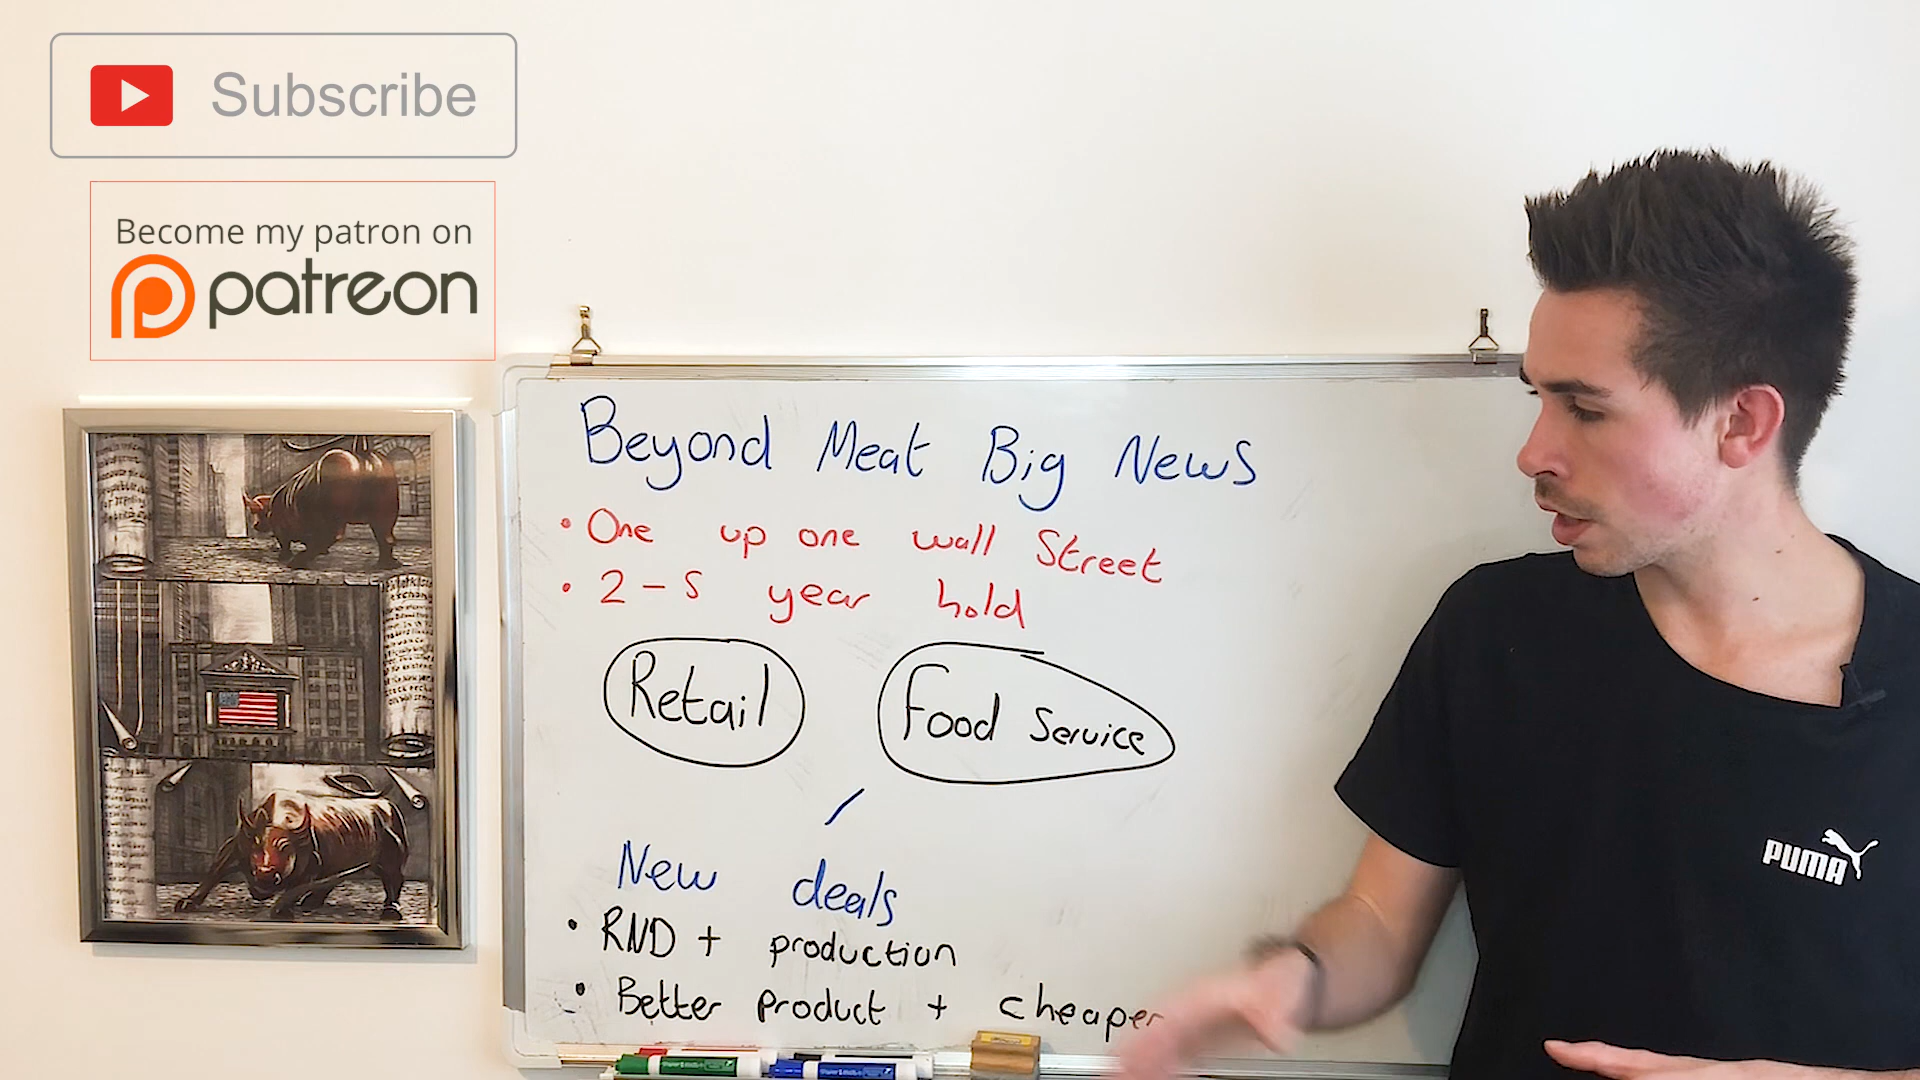 Subscribe
Become my patron on
patreon
Beyond Meat Big News
• One up one wall Street
• 2 - 5 year hold
Retail
Food Service
New deals
• RND + production
• Better product + cheaper
PUMA